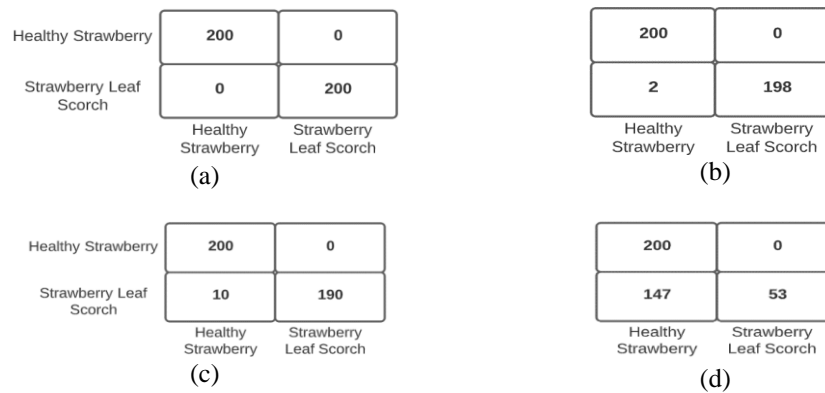 Healthy Strawberry 200 0
Strawberry Leaf
Scorch
0 200
Healthy
Strawberry
Strawberry
Leaf Scorch
(a)
200 0
2 198
Healthy
Strawberry
Strawberry
Leaf Scorch
(b)
Healthy Strawberry 200 0
Strawberry Leaf
Scorch
10 190
Healthy
Strawberry
Strawberry
Leaf Scorch
(c)
200 0
147 53
Healthy
Strawberry
Strawberry
Leaf Scorch
(d)